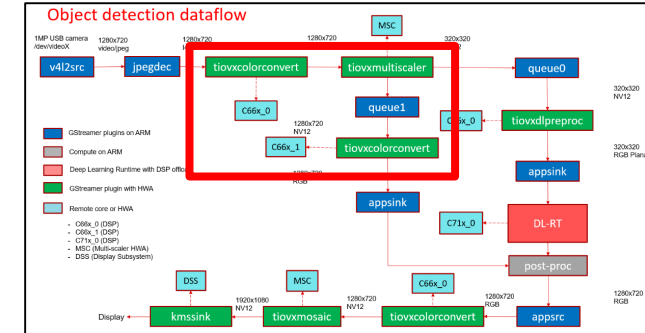 Object detection dataflow
1MP USB camera
/dev/videoX
1280x720
video/jpeg
1280x720
1280x720
MSC
v4l2src
jpegdec
tiovxcolorconvert
tiovxmultiscaler
queue0
C66x_0
queue1
320x320
NV12
tiovxdlpreproc
1280x720
NV12
C66x_1
tiovxcolorconvert
320x320
RGB Plana
GStreamer plugins on ARM
Compute on ARM
Deep Learning Runtime with DSP offloa
GStreamer plugin with HWA
Remote core or HWA
- C66x_0 (DSP)
- C66x_1 (DSP)
- C71x_0 (DSP)
- MSC (Multi-scaler HWA)
- DSS (Display Subsystem)
RGB
appsink
appsink
C71x_0
DL-RT
post-proc
DSS
MSC
C66x_0
1280x720
RGB
Display
kmssink
1920x1080
NV12
tiovxmosaic
1280x720
NV12
tiovxcolorconvert
1280x720
RGB
appsrc